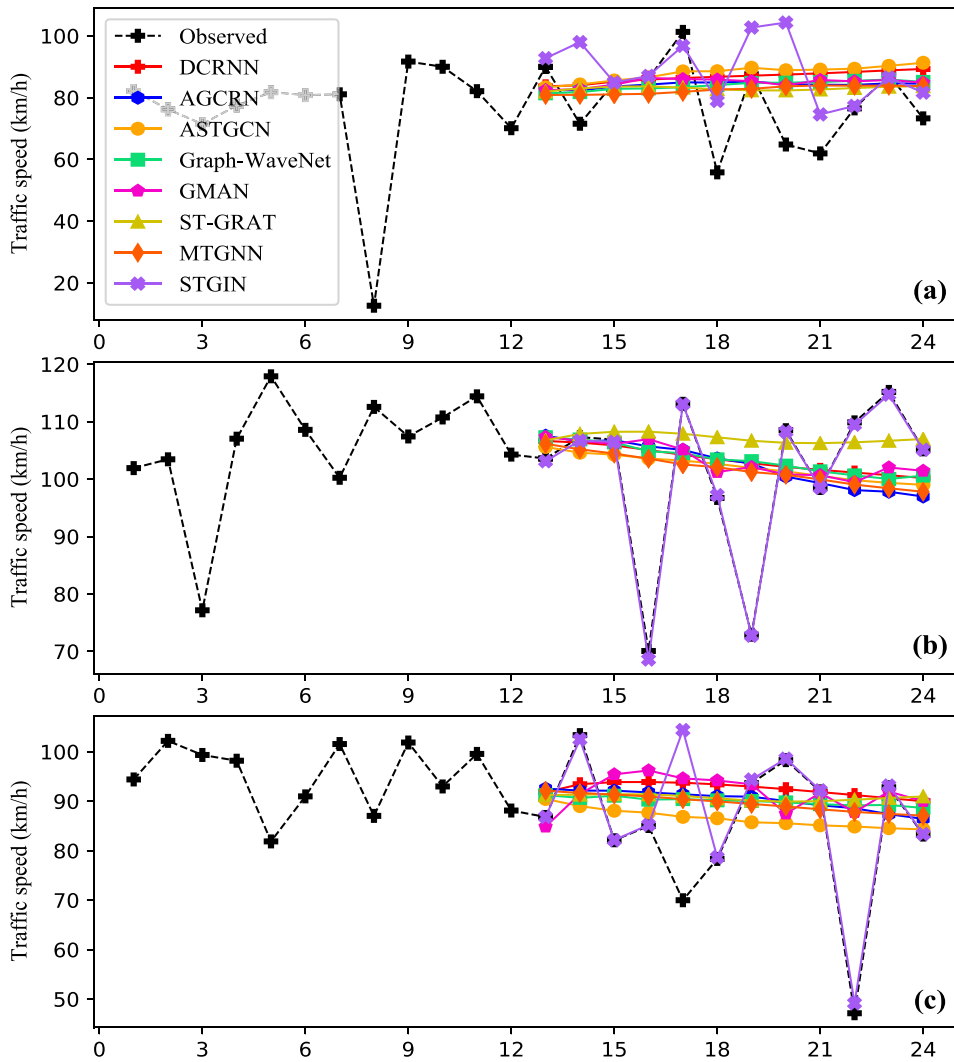 100
80
60
40
20
Traffic speed (km/h)
Observed
DCRNN
AGCRN
ASTGCN
Graph-WaveNet
GMAN
ST-GRAT
MTGNN
STGIN
(a)
0 3 6 9 12 15 18 21 24
120
110
100
90
80
70
Traffic speed (km/h)
(b)
0 3 6 9 12 15 18 21 24
100
90
80
70
60
50
Traffic speed (km/h)
(c)
0 3 6 9 12 15 18 21 24